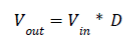 V_out = V_in * D